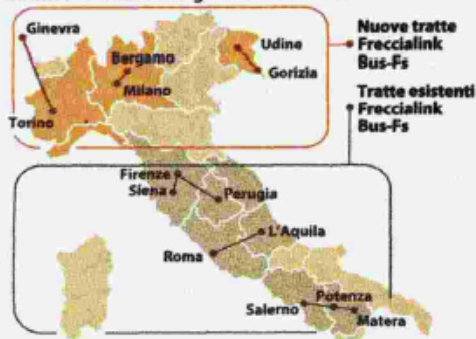 Ginevra
Bergamo
Milano
Torino
Udine
Gorizia
Nuove tratte
Freccialink
Bus-Fs
Tratte esistenti
Freccialink
Bus-Fs
Firenze
Siena
Perugia
L'Aquila
Roma
Salerno
Potenza
Matera